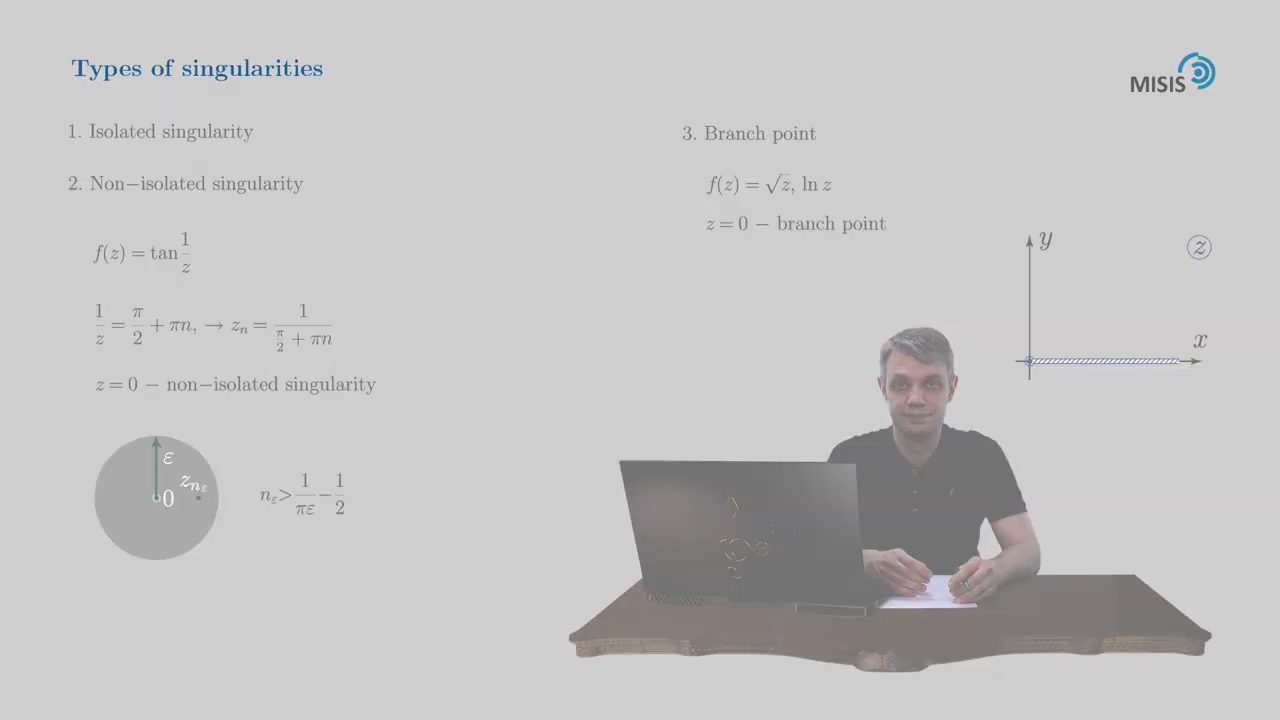 Types of singularities
MISIS
1. Isolated singularity
2. Non−isolated singularity
f(z) = tan 1/z
1/z = π/2 + πn, → z_n = 1/(π/2 + πn)
z = 0 − non−isolated singularity
ε
z_{n_ε}
0
n_ε > 1/(πε) − 1/2
3. Branch point
f(z) = √z, ln z
z = 0 − branch point
y
z
x